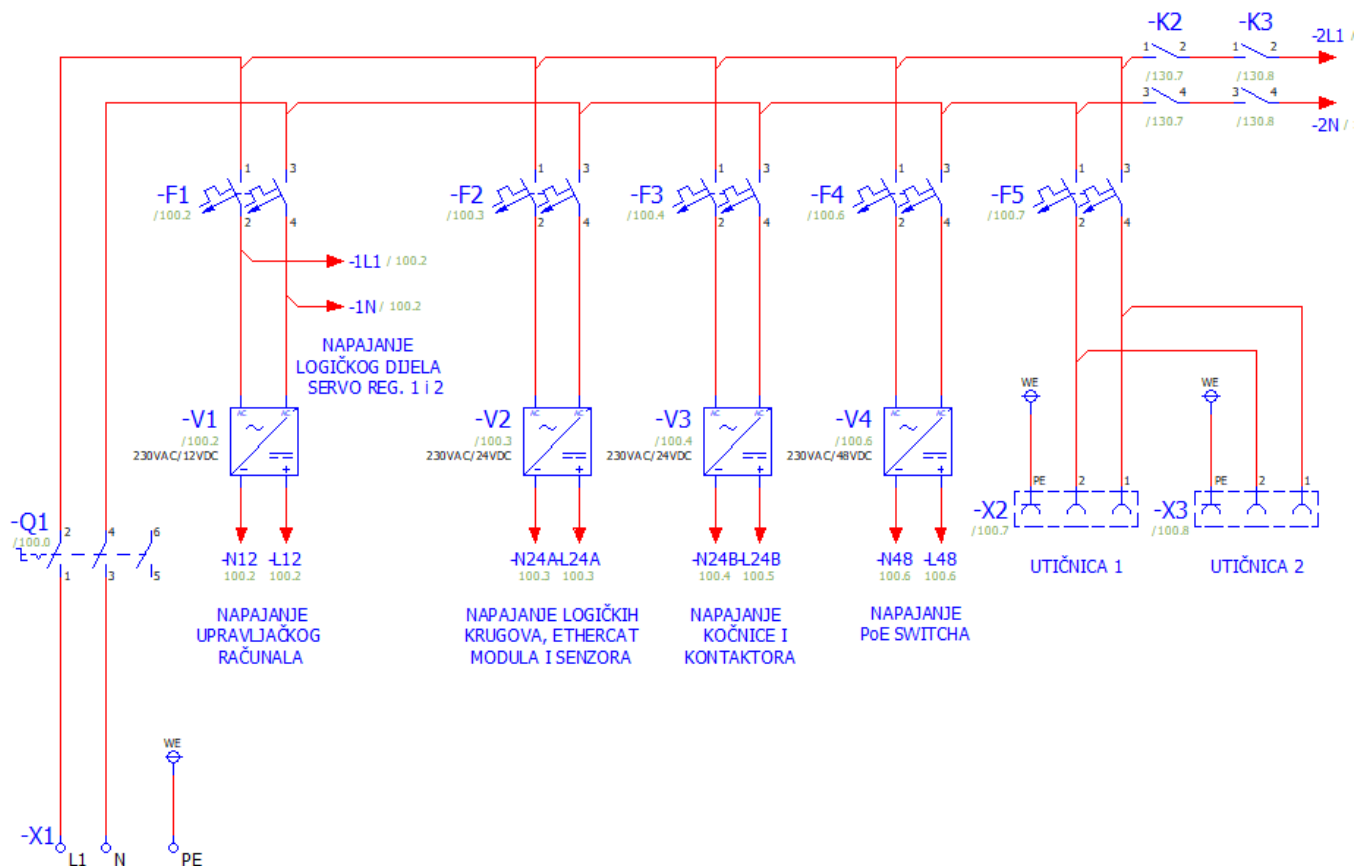 -K2 -K3
1 2 1 2 -2L1 /
/130.7 /130.8
3 4 3 4
/130.7 /130.8 -2N /
1 3 1 3 1 3 1 3 1 3
-F1 -F2 -F3 -F4 -F5
/100.2 /100.3 /100.4 /100.6 /100.7
2 4 2 4 2 4 2 4 2 4
-1L1 / 100.2
-1N / 100.2
NAPAJANJE
LOGIČKOG DIJELA
SERVO REG. 1 i 2
WE WE
-V1 AC AC -V2 AC AC -V3 AC AC -V4 AC AC
/100.2 /100.3 /100.4 /100.6
230VAC/12VDC 230VAC/24VDC 230VAC/24VDC 230VAC/48VDC
PE 2 1 PE 2 1
-X2 -X3
/100.7 /100.8
-Q1 2 4 6
/100.0
1 3 5
-N12 -L12 -N24A -L24A -N24B -L24B -N48 -L48
100.2 100.2 100.3 100.3 100.4 100.5 100.6 100.6
UTIČNICA 1 UTIČNICA 2
NAPAJANJE
UPRAVLJAČKOG
RAČUNALA
NAPAJANJE LOGIČKIH
KRUGOVA, ETHERCAT
MODULA I SENZORA
NAPAJANJE
KOČNICE I
KONTAKTORA
NAPAJANJE
PoE SWITCHA
WE
-X1
L1 N PE